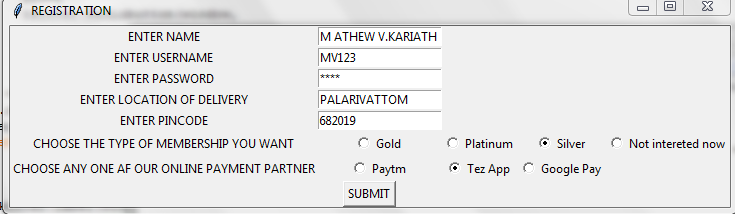 REGISTRATION
ENTER NAME M ATHEW V.KARIATH
ENTER USERNAME MV123
ENTER PASSWORD ****
ENTER LOCATION OF DELIVERY PALARIVATTOM
ENTER PINCODE 682019
CHOOSE THE TYPE OF MEMBERSHIP YOU WANT Gold Platinum Silver Not intereted now
CHOOSE ANY ONE AF OUR ONLINE PAYMENT PARTNER Paytm Tez App Google Pay
SUBMIT